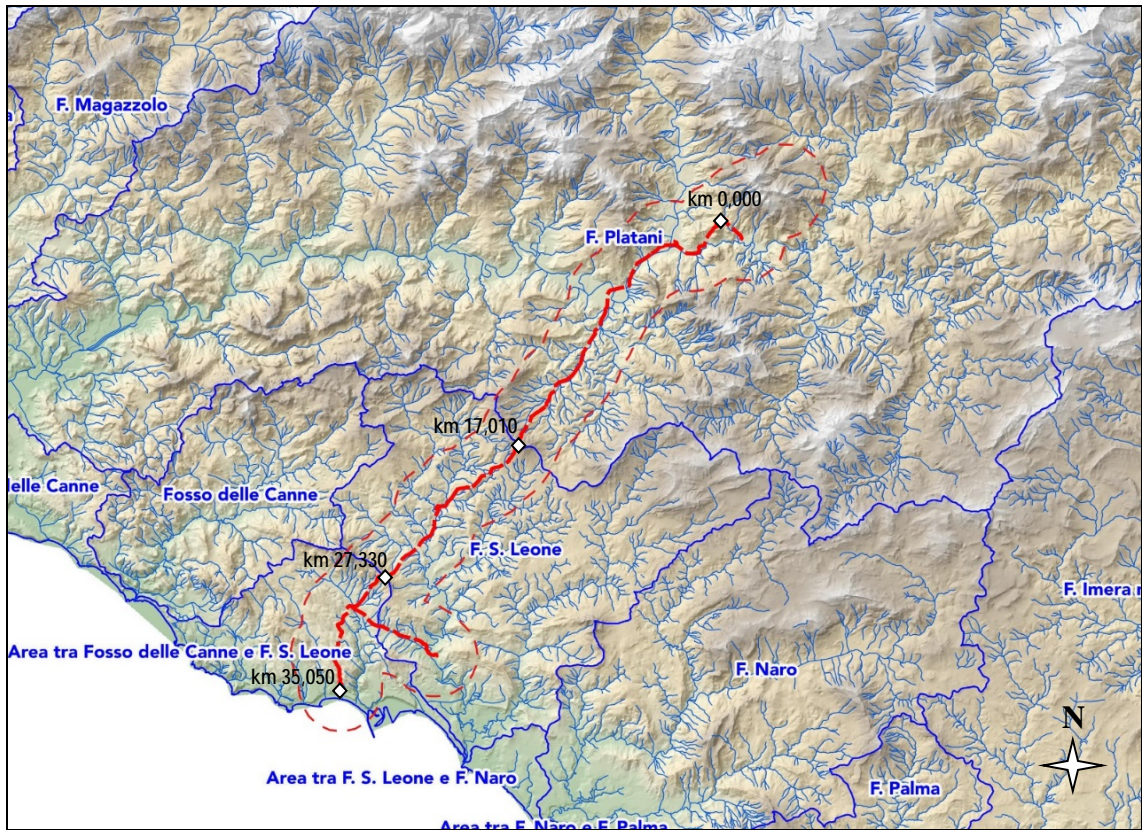 F. Magazzolo
a
km 0,000
F. Platani
km 17,010
elle Canne
Fosso delle Canne
F. S. Leone
km 27,330
F. Imera
Area tra Fosso delle Canne e F. S. Leone
F. Naro
km 35,050
N
Area tra F. S. Leone e F. Naro
F. Palma
Area tra F. Naro e F. Palma